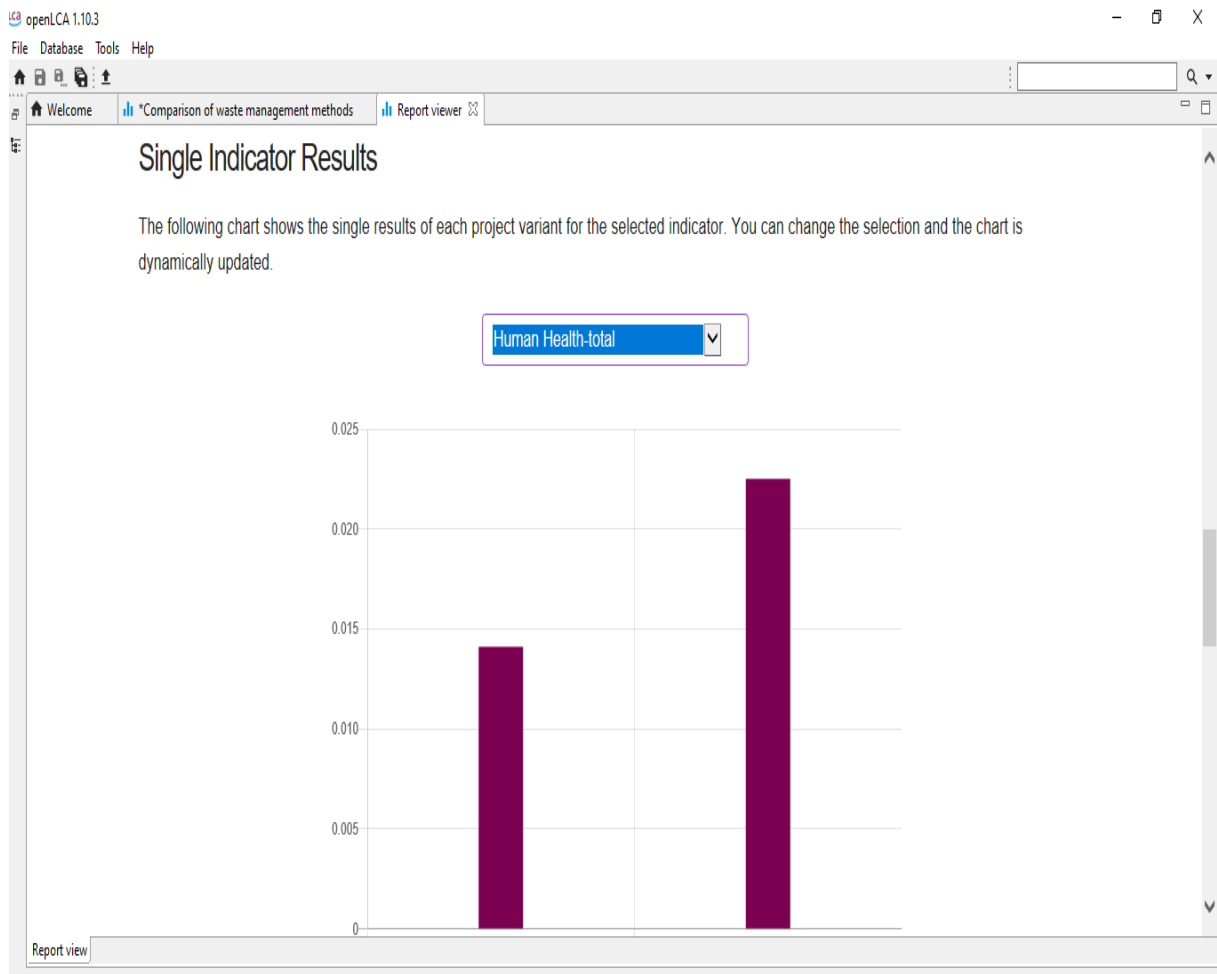 LCa openLCA 1.10.3
File Database Tools Help
Welcome *Comparison of waste management methods Report viewer
Single Indicator Results
The following chart shows the single results of each project variant for the selected indicator. You can change the selection and the chart is
dynamically updated.
Human Health-total
0.025
0.020
0.015
0.010
0.005
0
Report view